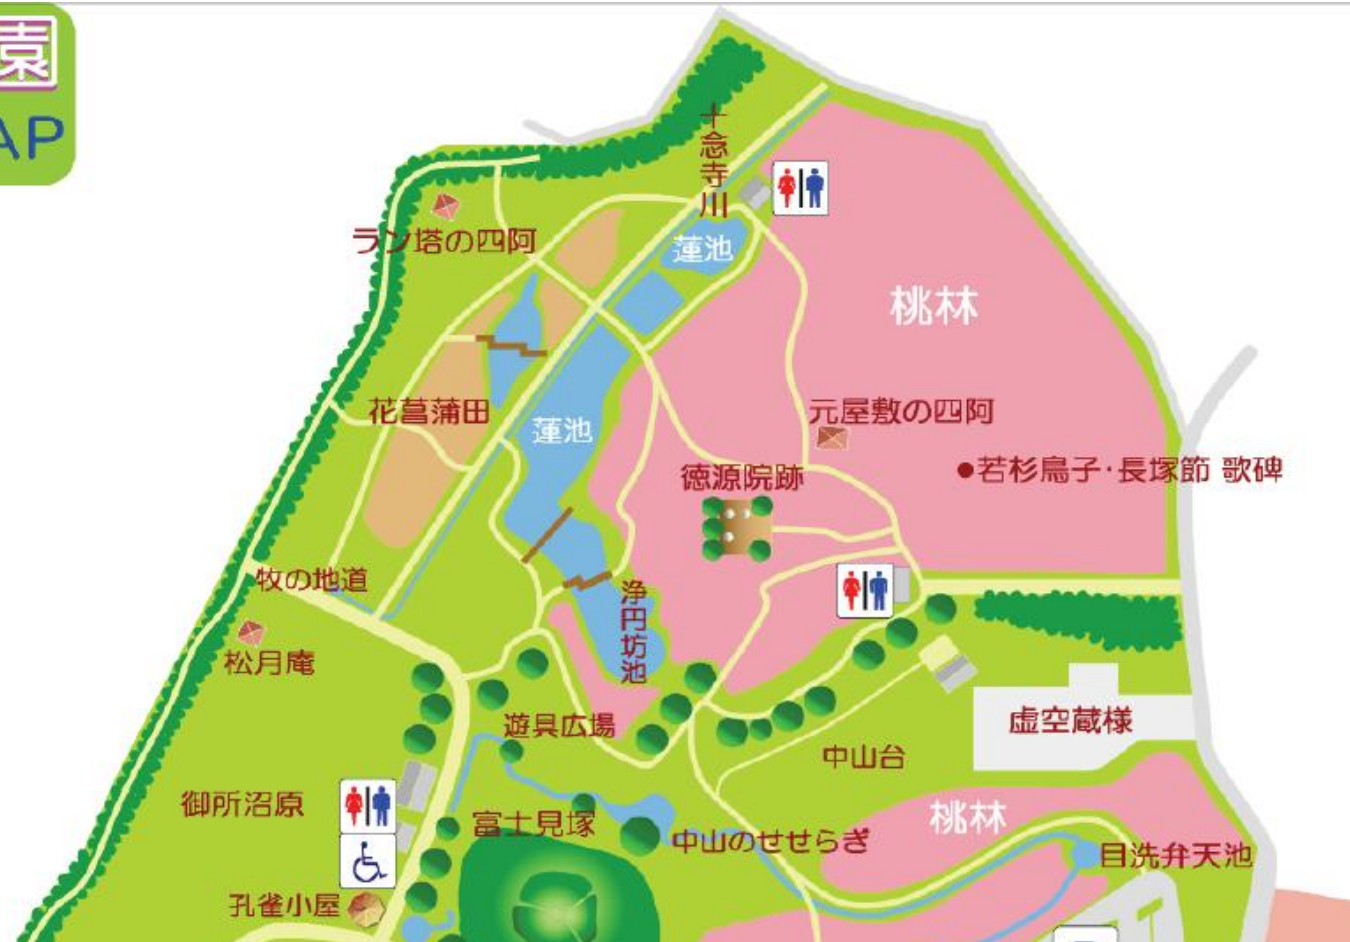 園
AP
十念寺川
ラン塔の四阿
蓮池
桃林
花菖蒲田
蓮池
元屋敷の四阿
徳源院跡
●若杉鳥子・長塚節 歌碑
牧の地道
浄円坊池
松月庵
遊具広場
虚空蔵様
中山台
御所沼原
富士見塚
桃林
中山のせせらぎ
目洗弁天池
孔雀小屋